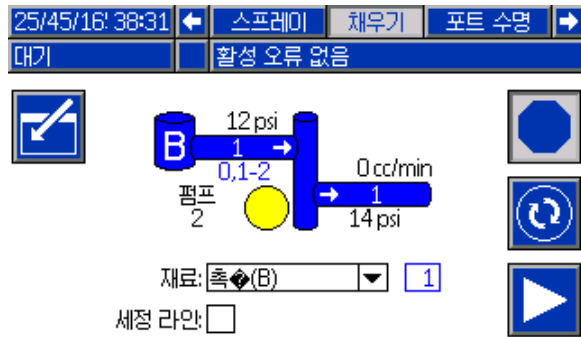 25/45/16! 38:31 스프레이 채우기 포트 수명
대기 활성 오류 없음
B
12 psi
1
0,1-2
펌프
2
0 cc/min
1
14 psi
재료: 촉�(B) 1
세정 라인: